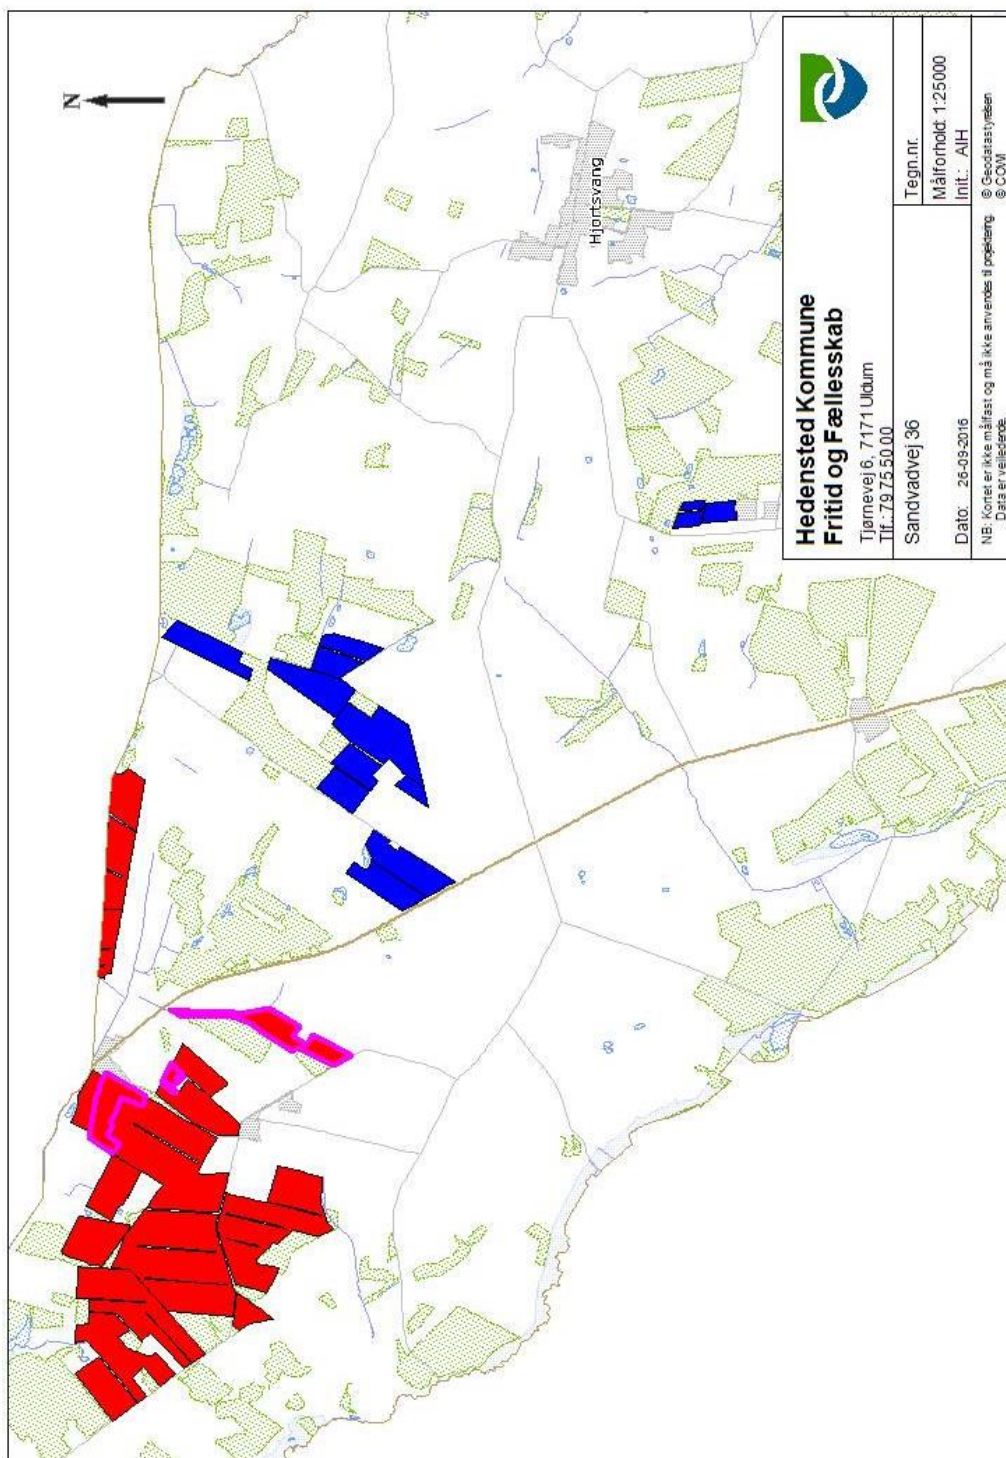 N
Hjortsvang
Hedensted Kommune
Fritid og Fællesskab
Tjørnevej 6, 7171 Uldum
Tlf.: 79 75 50 00
Sandvadvej 36
Tegn.nr.
Målforhold: 1:25000
Dato: 26-09-2016
Init.: AIH
NB: Kortet er ikke målfast og må ikke anvendes til projektering.
Data er vejledende.
© Geodatastyrelsen
© COWI